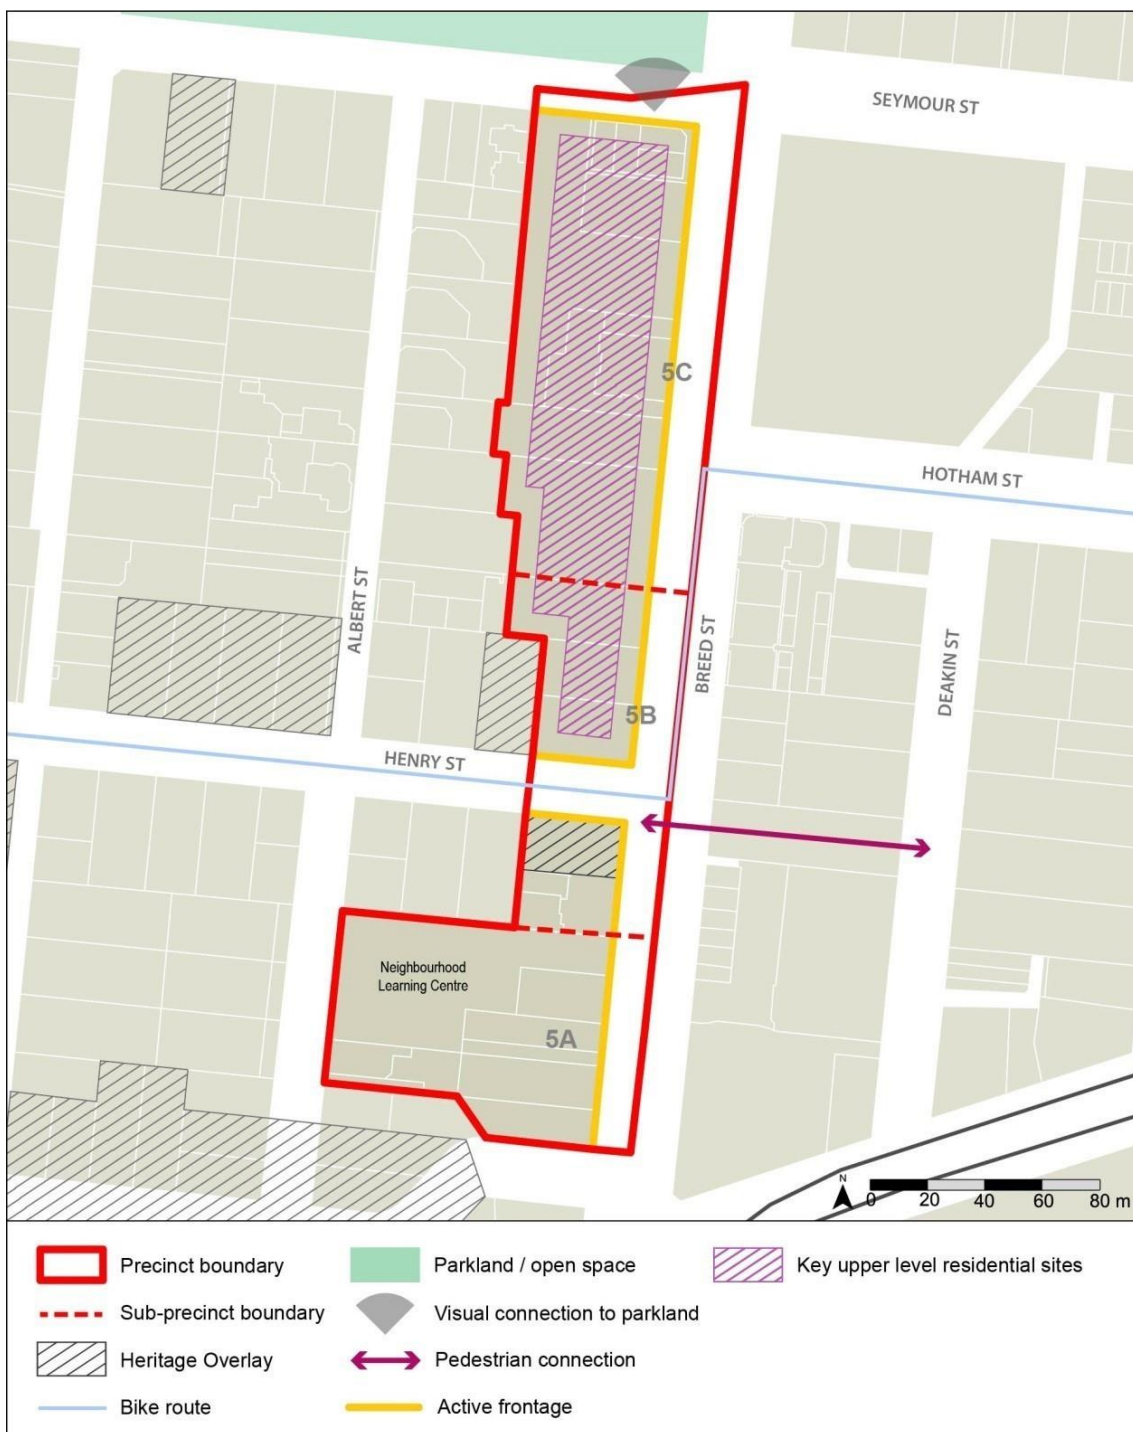 SEYMOUR ST
5C
HOTHAM ST
ALBERT ST
BREED ST
DEAKIN ST
5B
HENRY ST
Neighbourhood
Learning Centre
5A
N
0 20 40 60 80 m
Precinct boundary
Parkland / open space
Key upper level residential sites
Sub-precinct boundary
Visual connection to parkland
Heritage Overlay
Pedestrian connection
Bike route
Active frontage